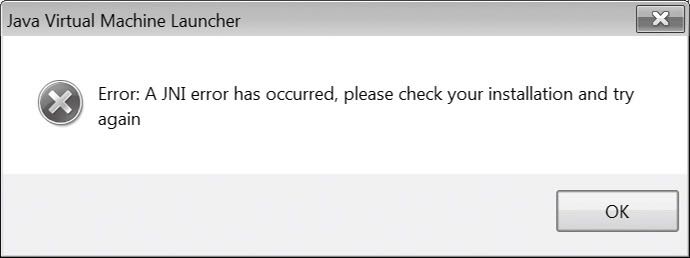 Java Virtual Machine Launcher
Error: A JNI error has occurred, please check your installation and try
again
OK